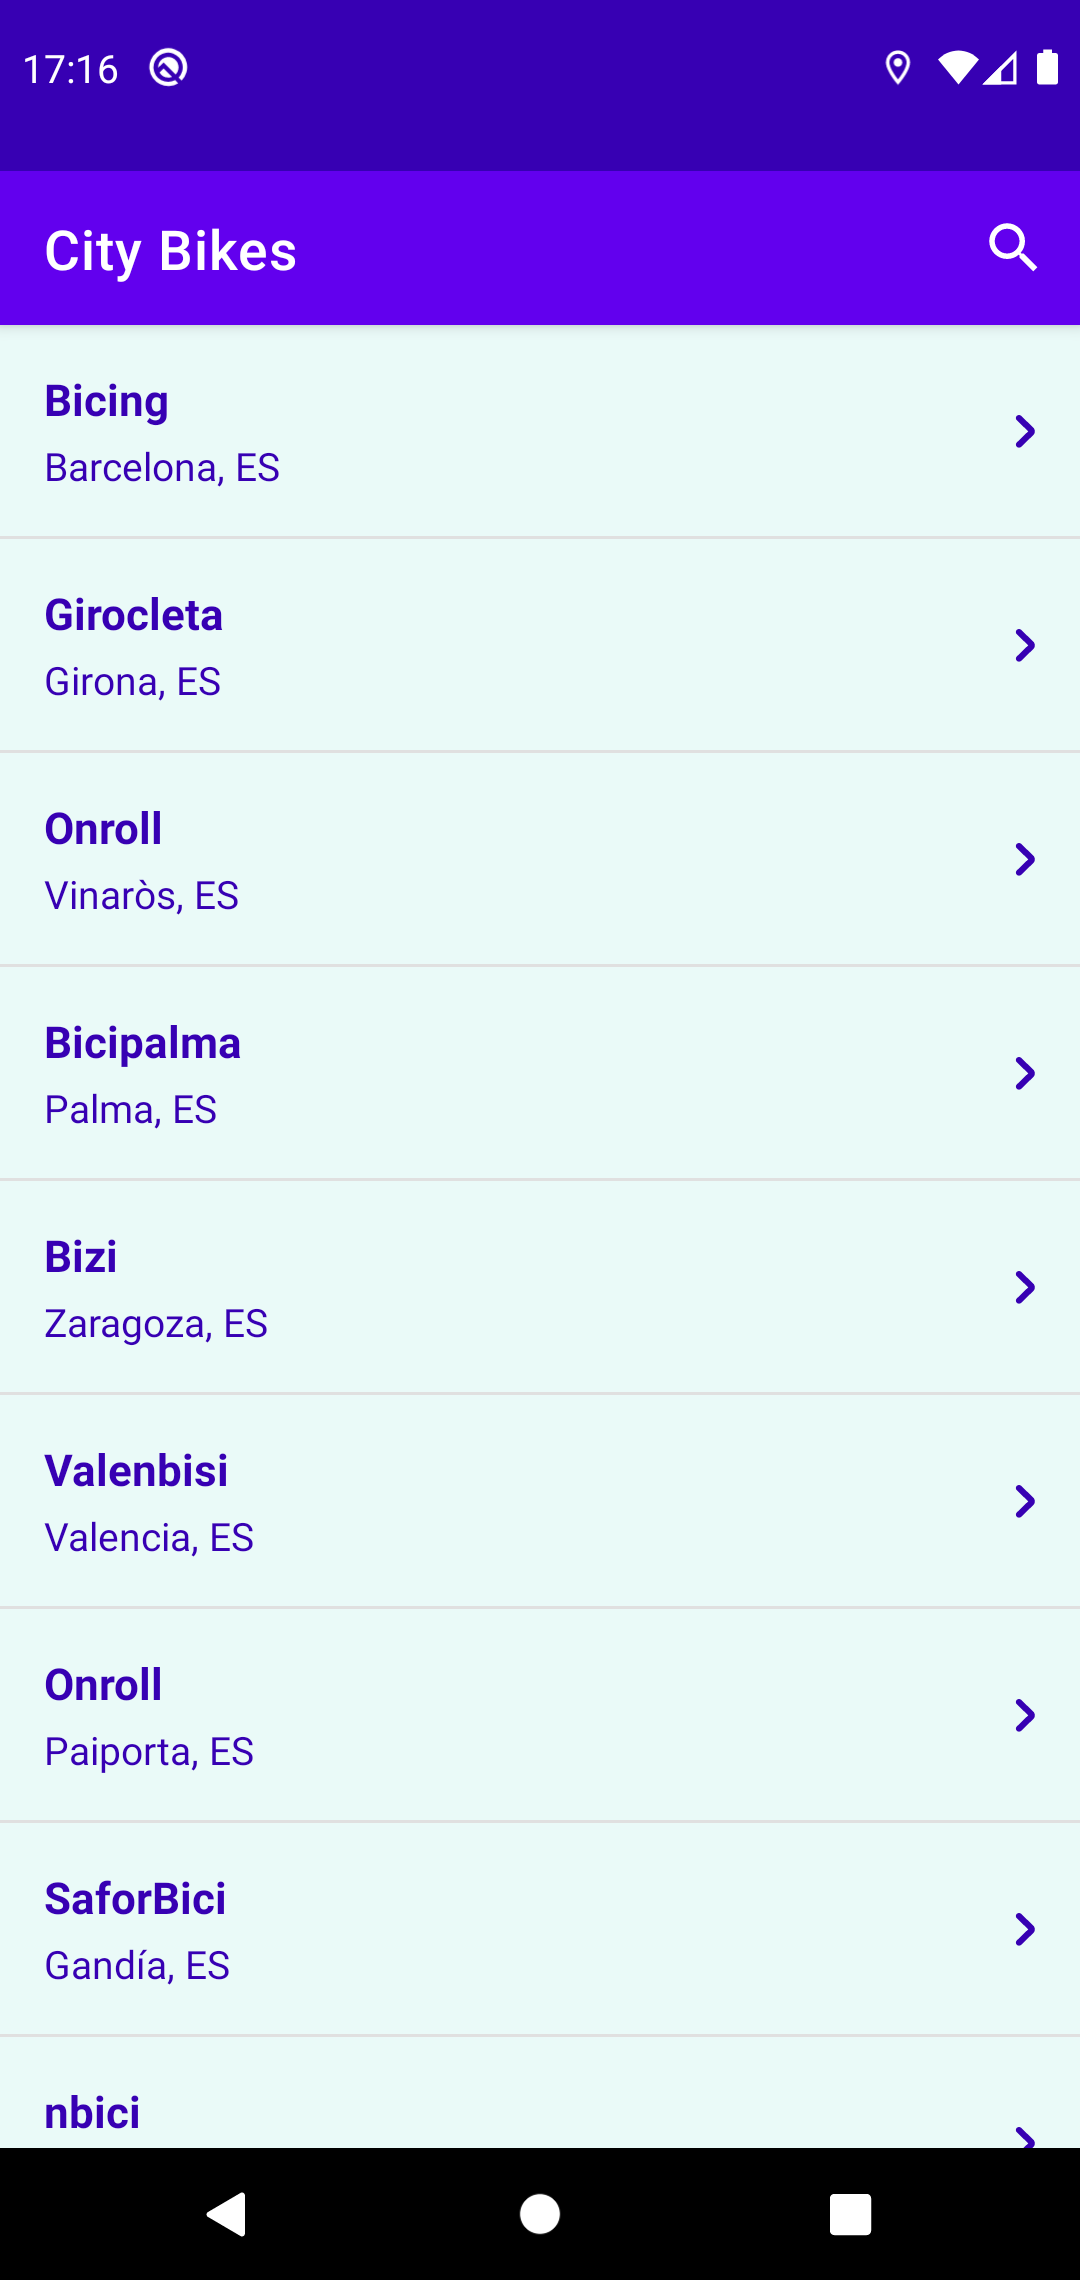 17:16
City Bikes
Bicing
Barcelona, ES
Girocleta
Girona, ES
Onroll
Vinaròs, ES
Bicipalma
Palma, ES
Bizi
Zaragoza, ES
Valenbisi
Valencia, ES
Onroll
Paiporta, ES
SaforBici
Gandía, ES
nbici